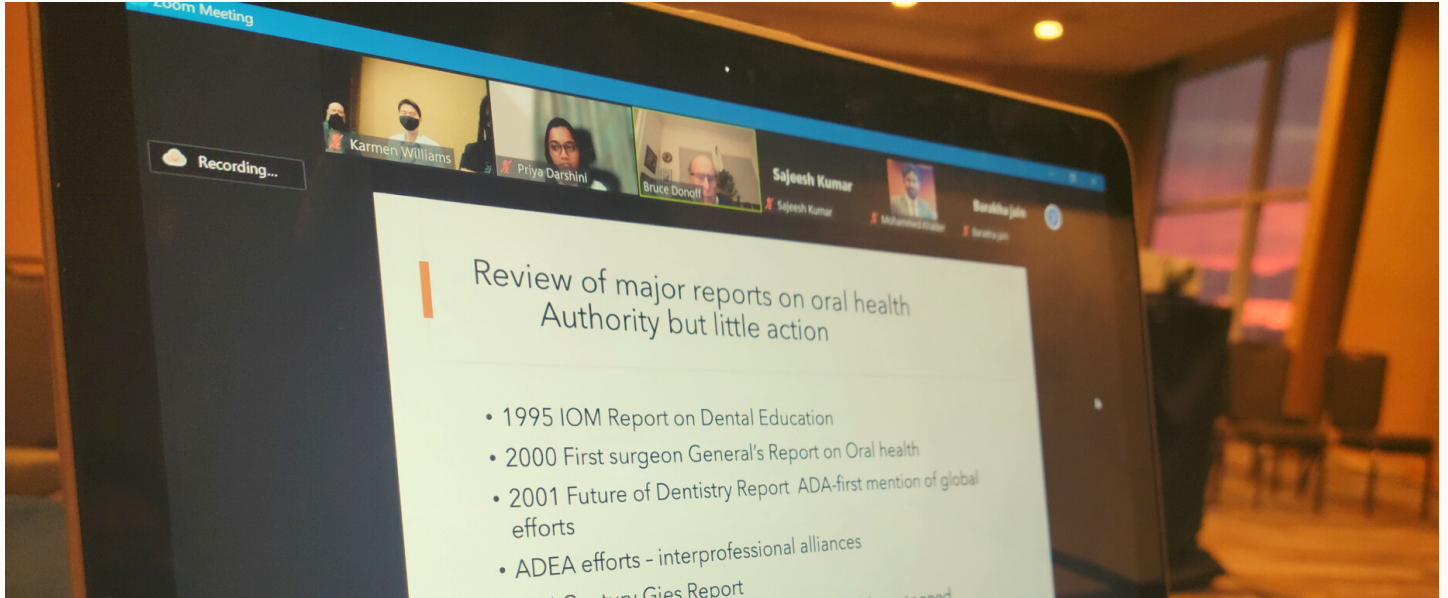 Zoom Meeting
Recording...
Karmen Williams
Priya Darshini
Bruce Donoff
Sajeesh Kumar
Sajeesh Kumar
Mohammed
Barakha jain
Barakha jain
Review of major reports on oral health
Authority but little action
• 1995 IOM Report on Dental Education
• 2000 First surgeon General's Report on Oral health
• 2001 Future of Dentistry Report ADA-first mention of global
efforts
• ADEA efforts - interprofessional alliances
Century Gies Report